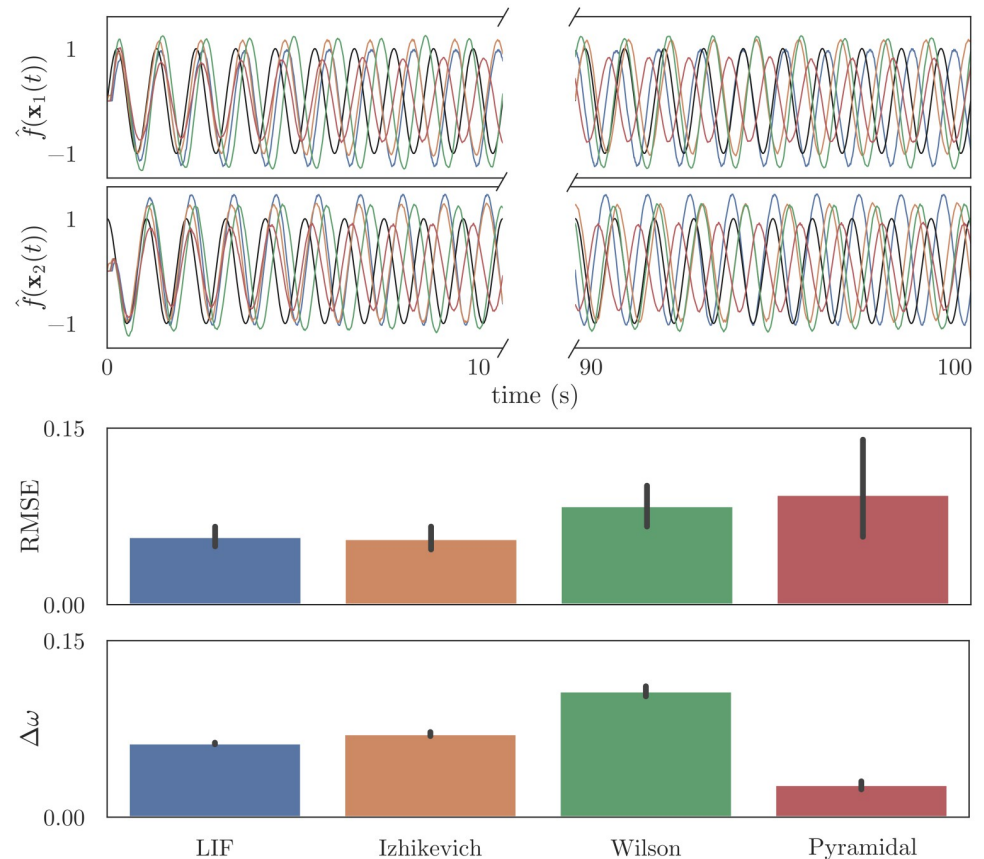 1
f̂(x₁(t))
−1
1
f̂(x₂(t))
−1
0
10
90
100
time (s)
0.15
RMSE
0.00
0.15
Δω
0.00
LIF
Izhikevich
Wilson
Pyramidal